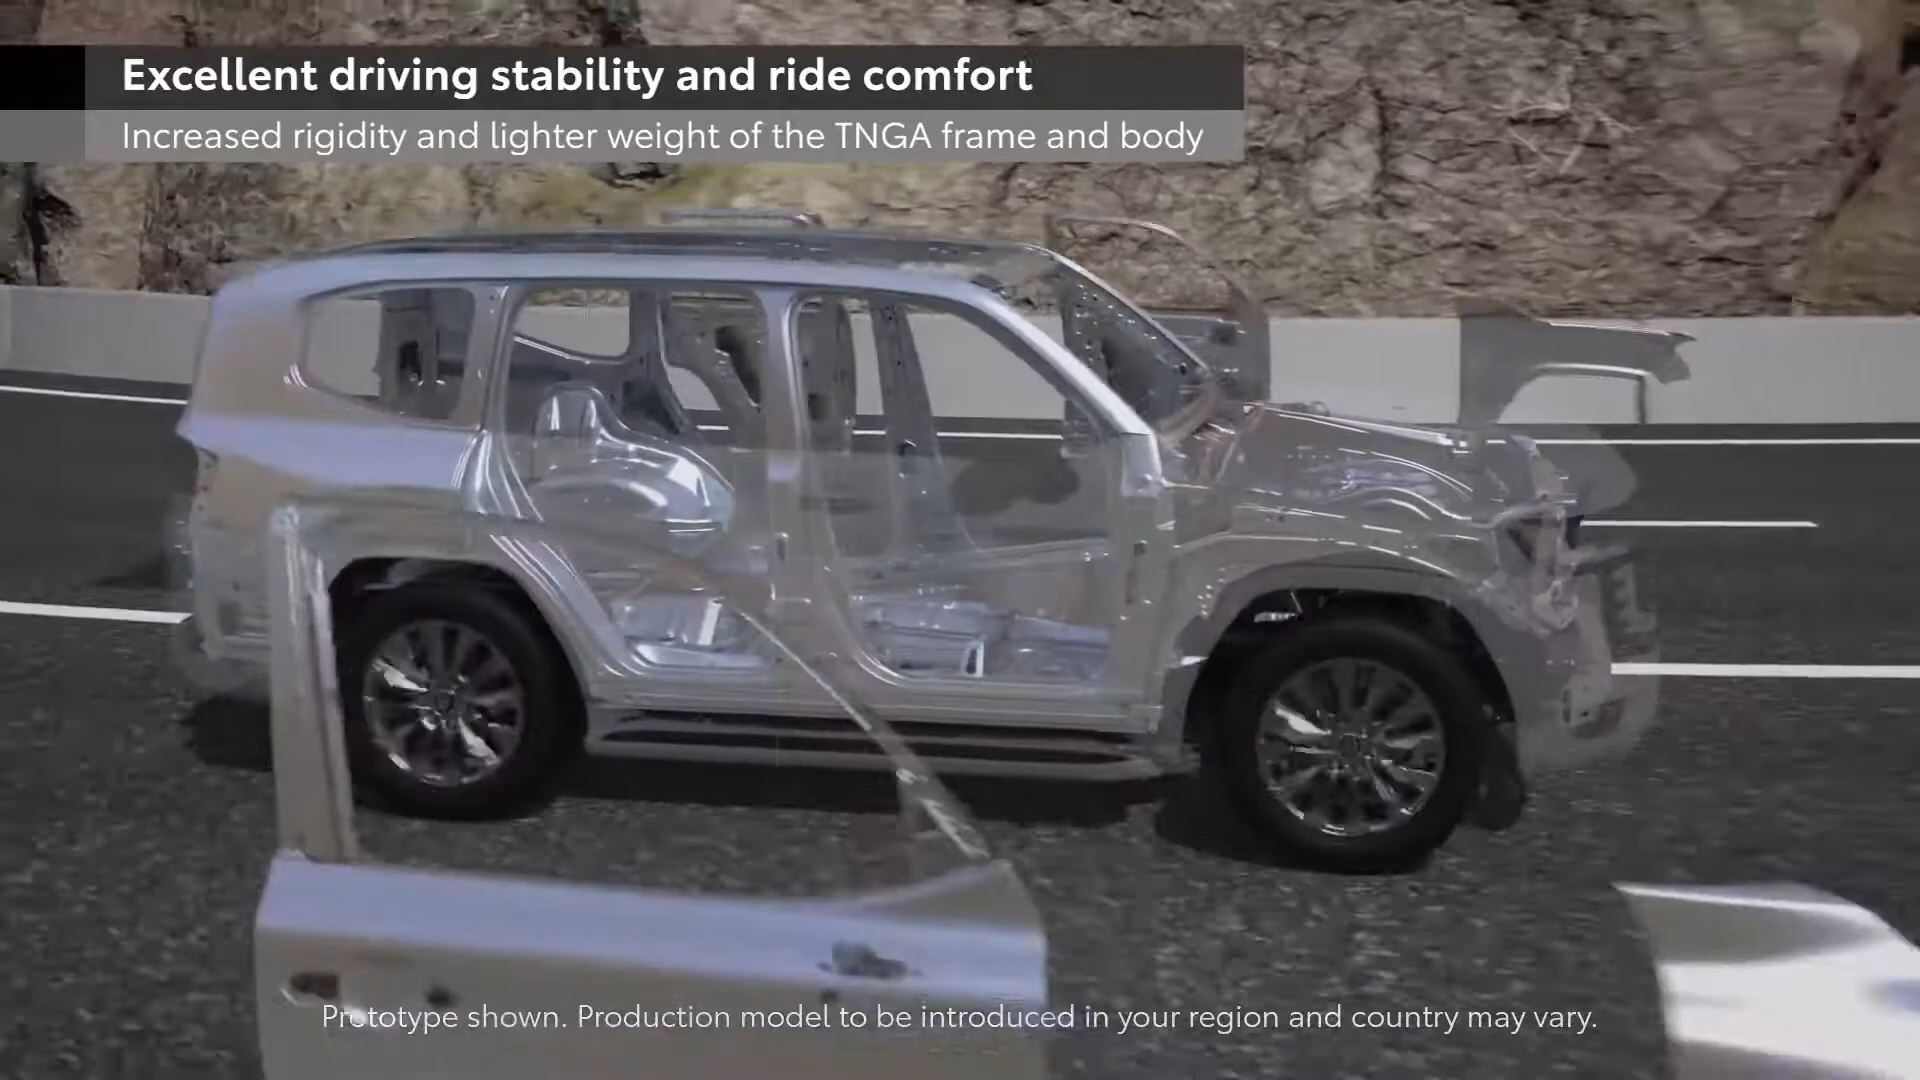 Excellent driving stability and ride comfort
Increased rigidity and lighter weight of the TNGA frame and body
Prototype shown. Production model to be introduced in your region and country may vary.